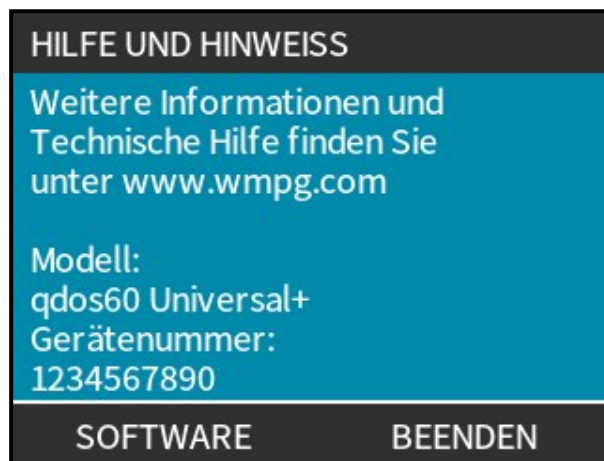 HILFE UND HINWEISS
Weitere Informationen und
Technische Hilfe finden Sie
unter www.wmpg.com
Modell:
qdos60 Universal+
Gerätenummer:
1234567890
SOFTWARE BEENDEN